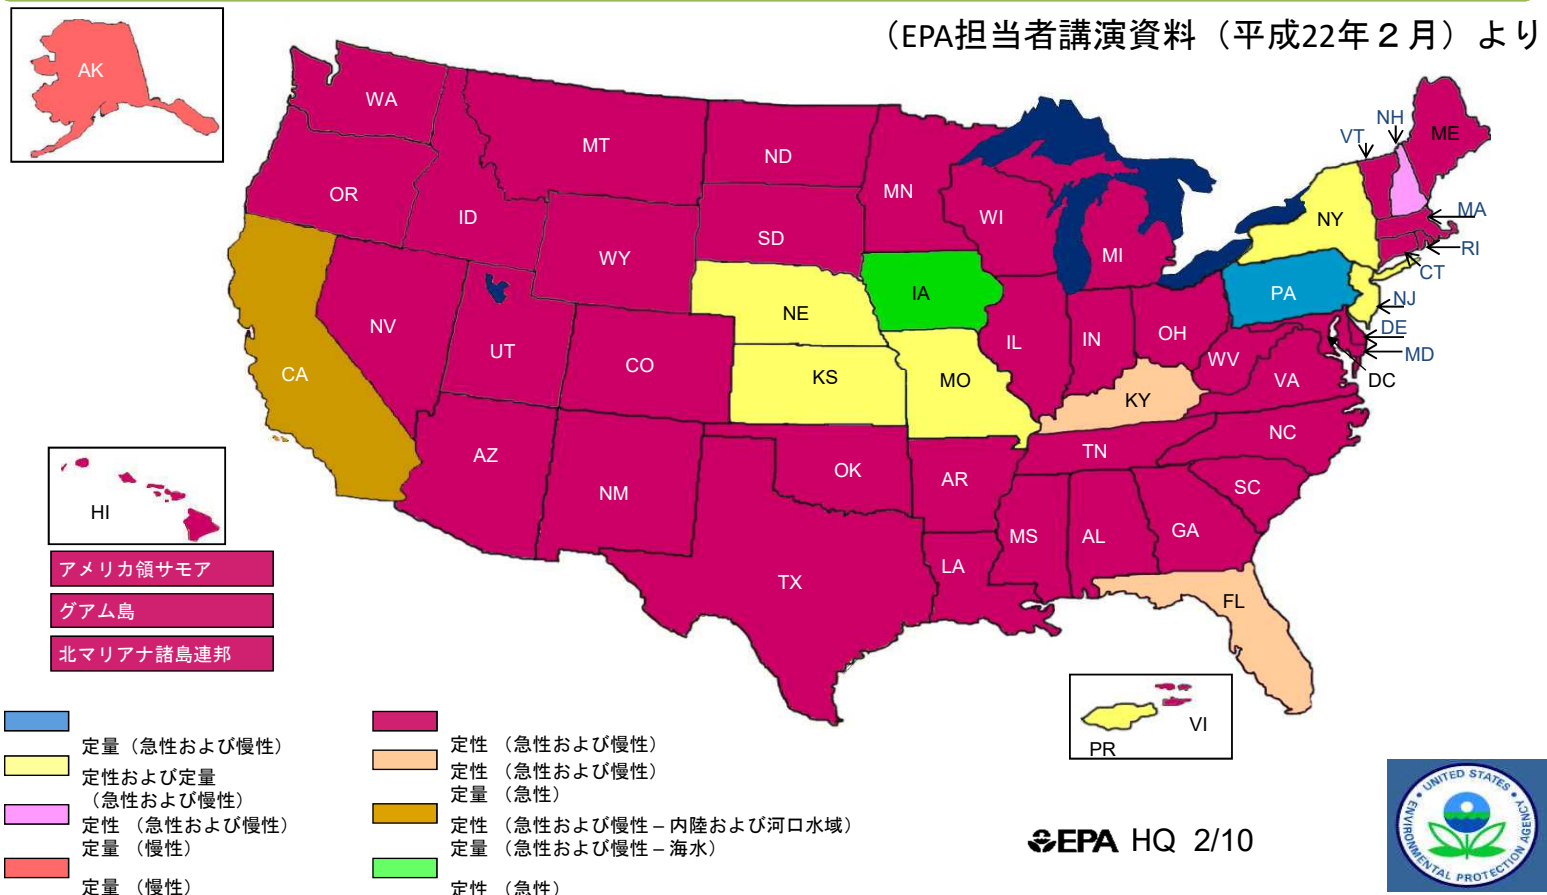 （EPA担当者講演資料（平成22年２月）より
AK
WA
OR
ID
MT
ND
SD
WY
MN
WI
MI
NY
VT
NH
ME
MA
RI
CT
NJ
DE
MD
DC
PA
CA
NV
UT
CO
NE
KS
IA
MO
IL
IN
OH
KY
WV
VA
NC
TN
SC
AZ
NM
OK
AR
TX
LA
MS
AL
GA
FL
HI
アメリカ領サモア
グアム島
北マリアナ諸島連邦
PR
VI
定量（急性および慢性）
定性および定量
（急性および慢性）
定性 （急性および慢性）
定量 （慢性）
定量 （慢性）
定性 （急性および慢性）
定性 （急性および慢性）
定量 （急性）
定性 （急性および慢性 – 内陸および河口水域）
定量 （急性および慢性 – 海水）
定性 （急性）
EPA HQ 2/10
UNITED STATES
ENVIRONMENTAL PROTECTION AGENCY